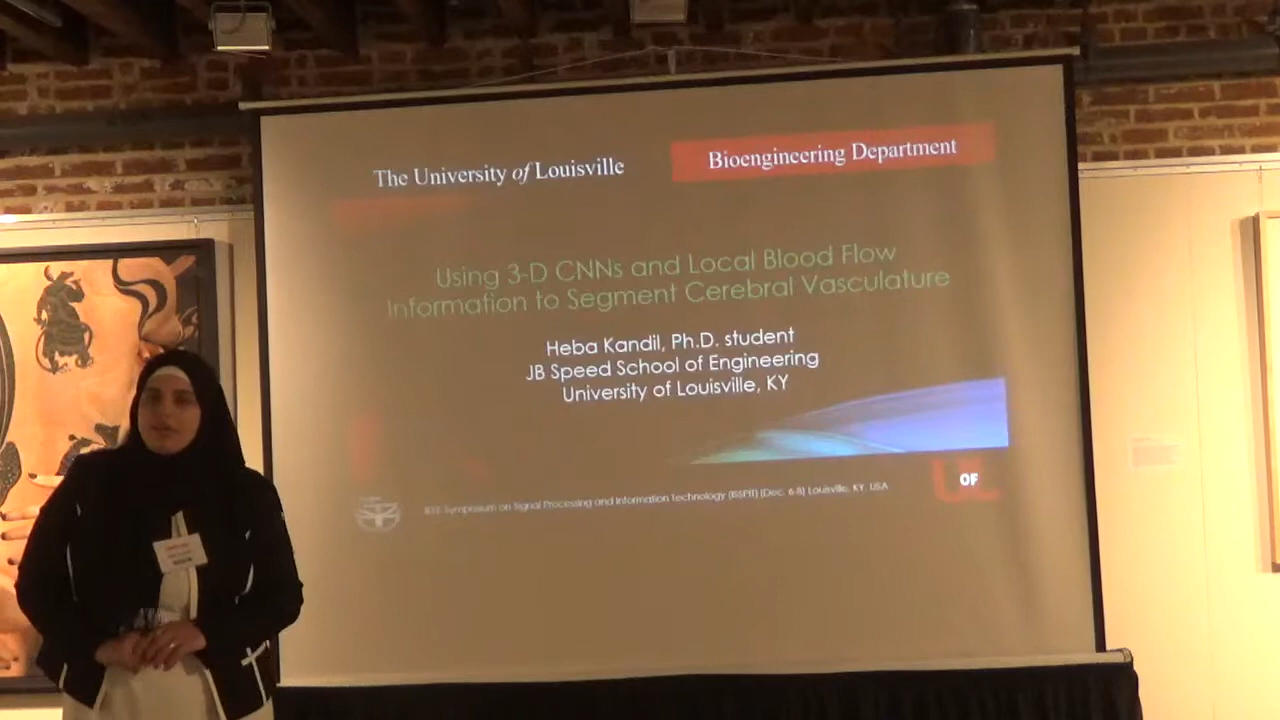 The University of Louisville
Bioengineering Department
Using 3-D CNNs and Local Blood Flow
Information to Segment Cerebral Vasculature
Heba Kandil, Ph.D. student
JB Speed School of Engineering
University of Louisville, KY
IEEE Symposium on Signal Processing and Information Technology (ISSPIT) (Dec. 6-8) Louisville, KY, USA
OF